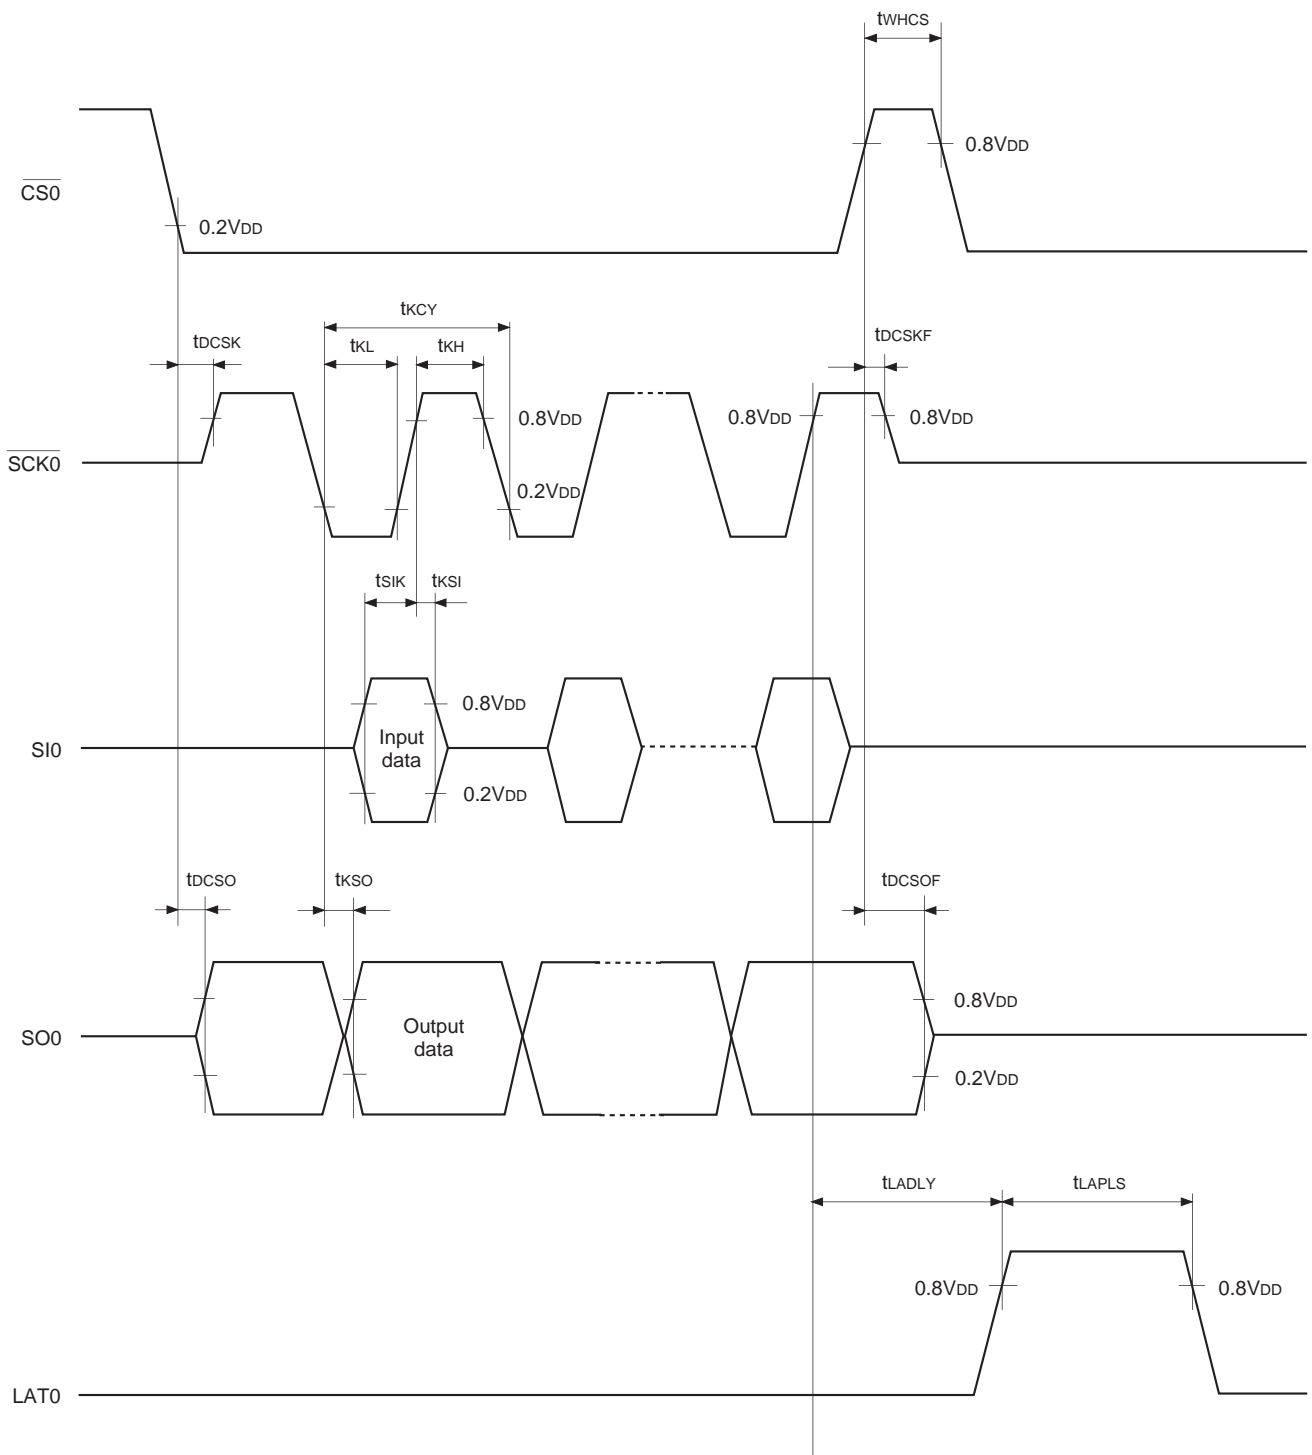 tWHCS
0.8VDD
CS0
0.2VDD
tKCY
tDCSK
tKL
tKH
tDCSKF
0.8VDD
0.8VDD
0.8VDD
SCK0
0.2VDD
tSIK
tKSI
0.8VDD
SI0
Input
data
0.2VDD
tDCSO
tKSO
tDCSOF
0.8VDD
SO0
Output
data
0.2VDD
tLADLY
tLAPLS
0.8VDD
0.8VDD
LAT0